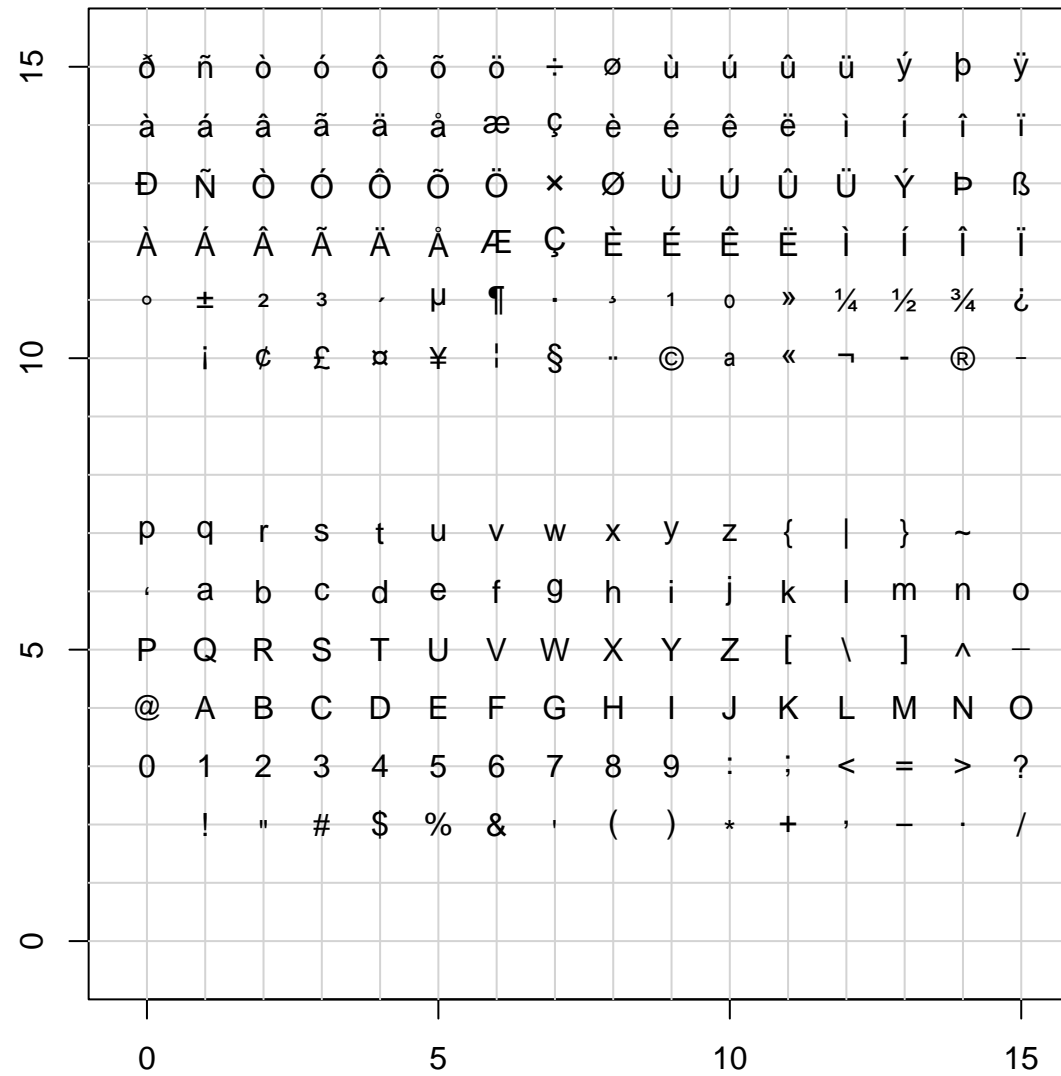 15 ð ñ ò ó ô õ ö ÷ ø ù ú û ü ý þ ÿ
à á â ã ä å æ ç è é ê ë ì í î ï
Ð Ñ Ò Ó Ô Õ Ö × Ø Ù Ú Û Ü Ý Þ ß
À Á Â Ã Ä Å Æ Ç È É Ê Ë Ì Í Î Ï
° ± ² ³ ´ µ ¶ · ¸ ¹ º » ¼ ½ ¾ ¿
10 ¡ ¢ £ ¤ ¥ ¦ § ¨ © ª « ¬ - ® ¯
p q r s t u v w x y z { | } ~
‘ a b c d e f g h i j k l m n o
5 P Q R S T U V W X Y Z [ \ ] ^ _
@ A B C D E F G H I J K L M N O
0 1 2 3 4 5 6 7 8 9 : ; < = > ?
! " # $ % & ' ( ) * + , − . /
0
0 5 10 15